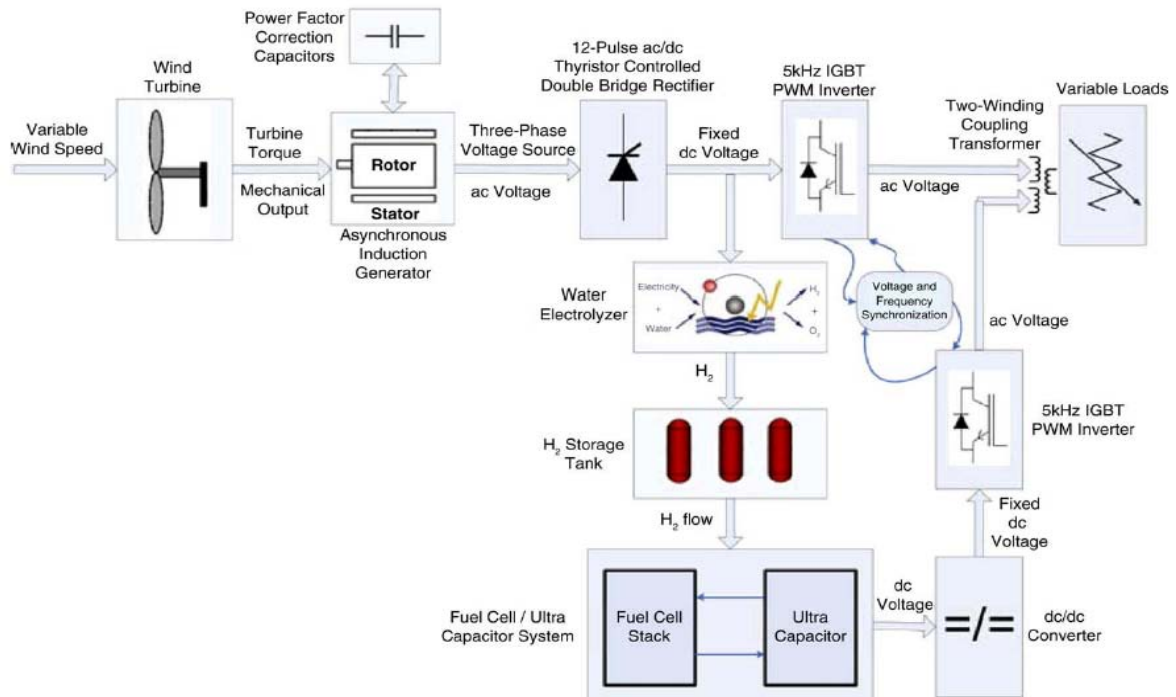 Power Factor
Correction
Capacitors
12-Pulse ac/dc
Thyristor Controlled
Double Bridge Rectifier
5kHz IGBT
PWM Inverter
Wind
Turbine
Variable Loads
Two-Winding
Coupling
Transformer
Variable
Wind Speed
Turbine
Torque
Mechanical
Output
Rotor
Stator
Asynchronous
Induction
Generator
Three-Phase
Voltage Source
ac Voltage
Fixed
dc Voltage
ac Voltage
Water
Electrolyzer
Electricity
+
Water
H₂
+
O₂
Voltage and
Frequency
Synchronization
ac Voltage
H₂
5kHz IGBT
PWM Inverter
H₂ Storage
Tank
H₂ flow
Fixed
dc
Voltage
Fuel Cell / Ultra
Capacitor System
Fuel Cell
Stack
Ultra
Capacitor
dc
Voltage
=/=
dc/dc
Converter